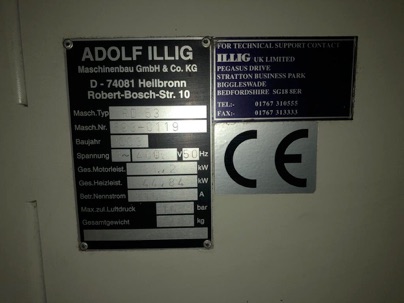 ADOLF ILLIG
Maschinenbau GmbH & Co. KG
D - 74081 Heilbronn
Robert-Bosch-Str. 10
Masch.Typ
Masch.Nr.
Baujahr
Spannung V 50 Hz
Ges.Motorleist. kW
Ges.Heizleist. kW
Betr.Nennstrom A
Max.zul.Luftdruck bar
Gesamtgewicht kg
FOR TECHNICAL SUPPORT CONTACT
ILLIG UK LIMITED
PEGASUS DRIVE
STRATTON BUSINESS PARK
BIGGLESWADE
BEDFORDSHIRE SG18 8ER
TEL:- 01767 310555
FAX:- 01767 313333
CE